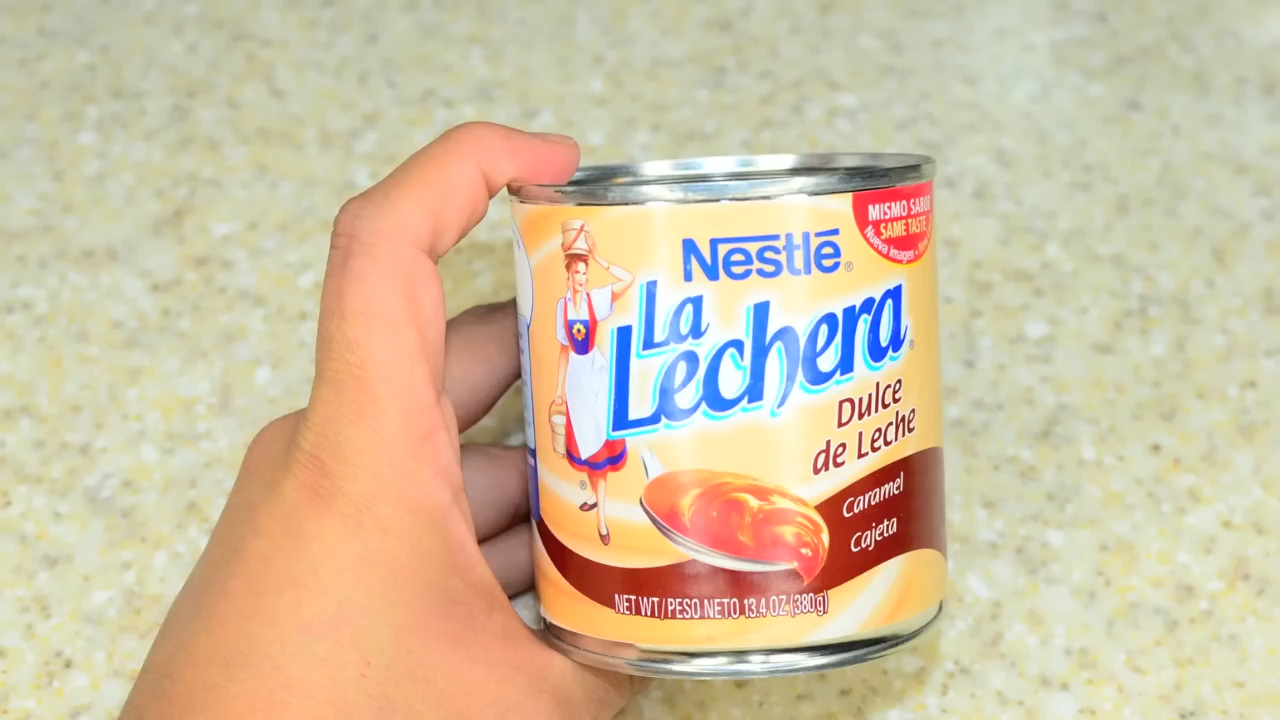 MISMO SABOR
SAME TASTE
Nueva Imagen •
Nestlé®
La
Lechera®
Dulce
de Leche
Caramel
Cajeta
®
NET WT/PESO NETO 13.4 OZ (380g)